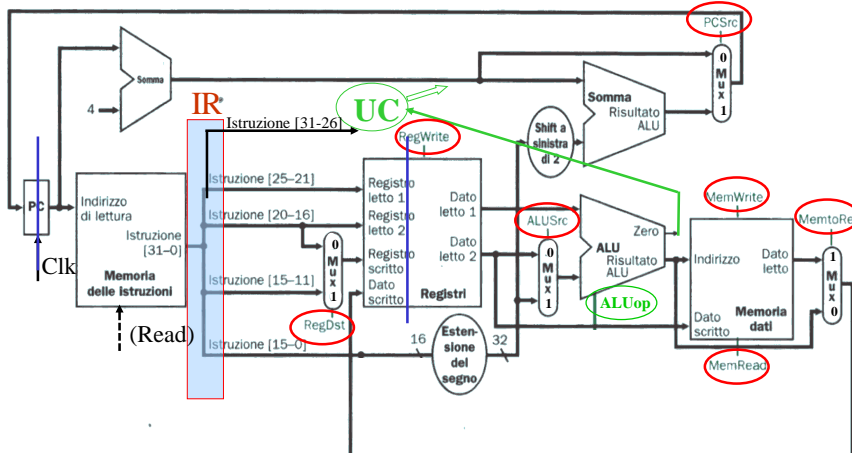 PCSrc
0
Mux
1
Somma
4
IR
UC
Istruzione [31-26]
Somma
Risultato
ALU
Shift a
sinistra
di 2
RegWrite
PC
Clk
Indirizzo
di lettura
Istruzione
[31-0]
Memoria
delle istruzioni
(Read)
Istruzione [25-21]
Istruzione [20-16]
Istruzione [15-11]
Istruzione [15-0]
0
Mux
1
RegDst
Registro
letto 1
Registro
letto 2
Registro
scritto
Dato
scritto
Dato
letto 1
Dato
letto 2
Registri
16
Estensione
del
segno
32
ALUSrc
0
Mux
1
Zero
ALU
Risultato
ALU
ALUop
MemWrite
Indirizzo
Dato
letto
Dato
scritto
Memoria
dati
MemRead
MemtoRe
1
Mux
0